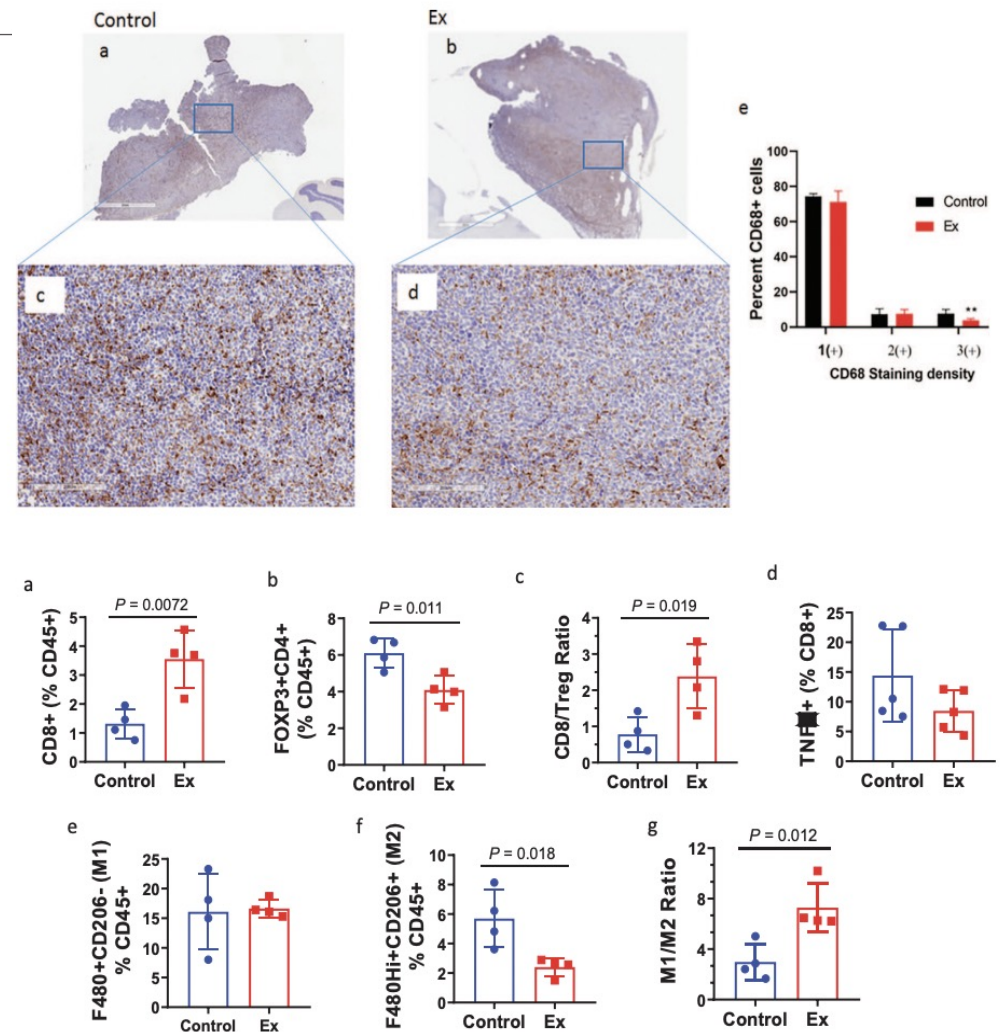 Control
Ex
a
b
e
Percent CD68+ cells
100
80
60
40
20
0
Control
Ex
**
1(+)
2(+)
3(+)
CD68 Staining density
c
d
a
CD8+ (% CD45+)
P = 0.0072
5
4
3
2
1
0
Control
Ex
b
FOXP3+CD4+
(% CD45+)
P = 0.011
8
6
4
2
0
Control
Ex
c
CD8/Treg Ratio
P = 0.019
4
3
2
1
0
Control
Ex
d
TNF + (% CD8+)
25
20
15
10
5
0
Control
Ex
e
F480+CD206- (M1)
% CD45+
25
20
15
10
5
0
Control
Ex
f
F480Hi+CD206+ (M2)
% CD45+
P = 0.018
10
8
6
4
2
0
Control
Ex
g
M1/M2 Ratio
P = 0.012
12
8
4
0
Control
Ex